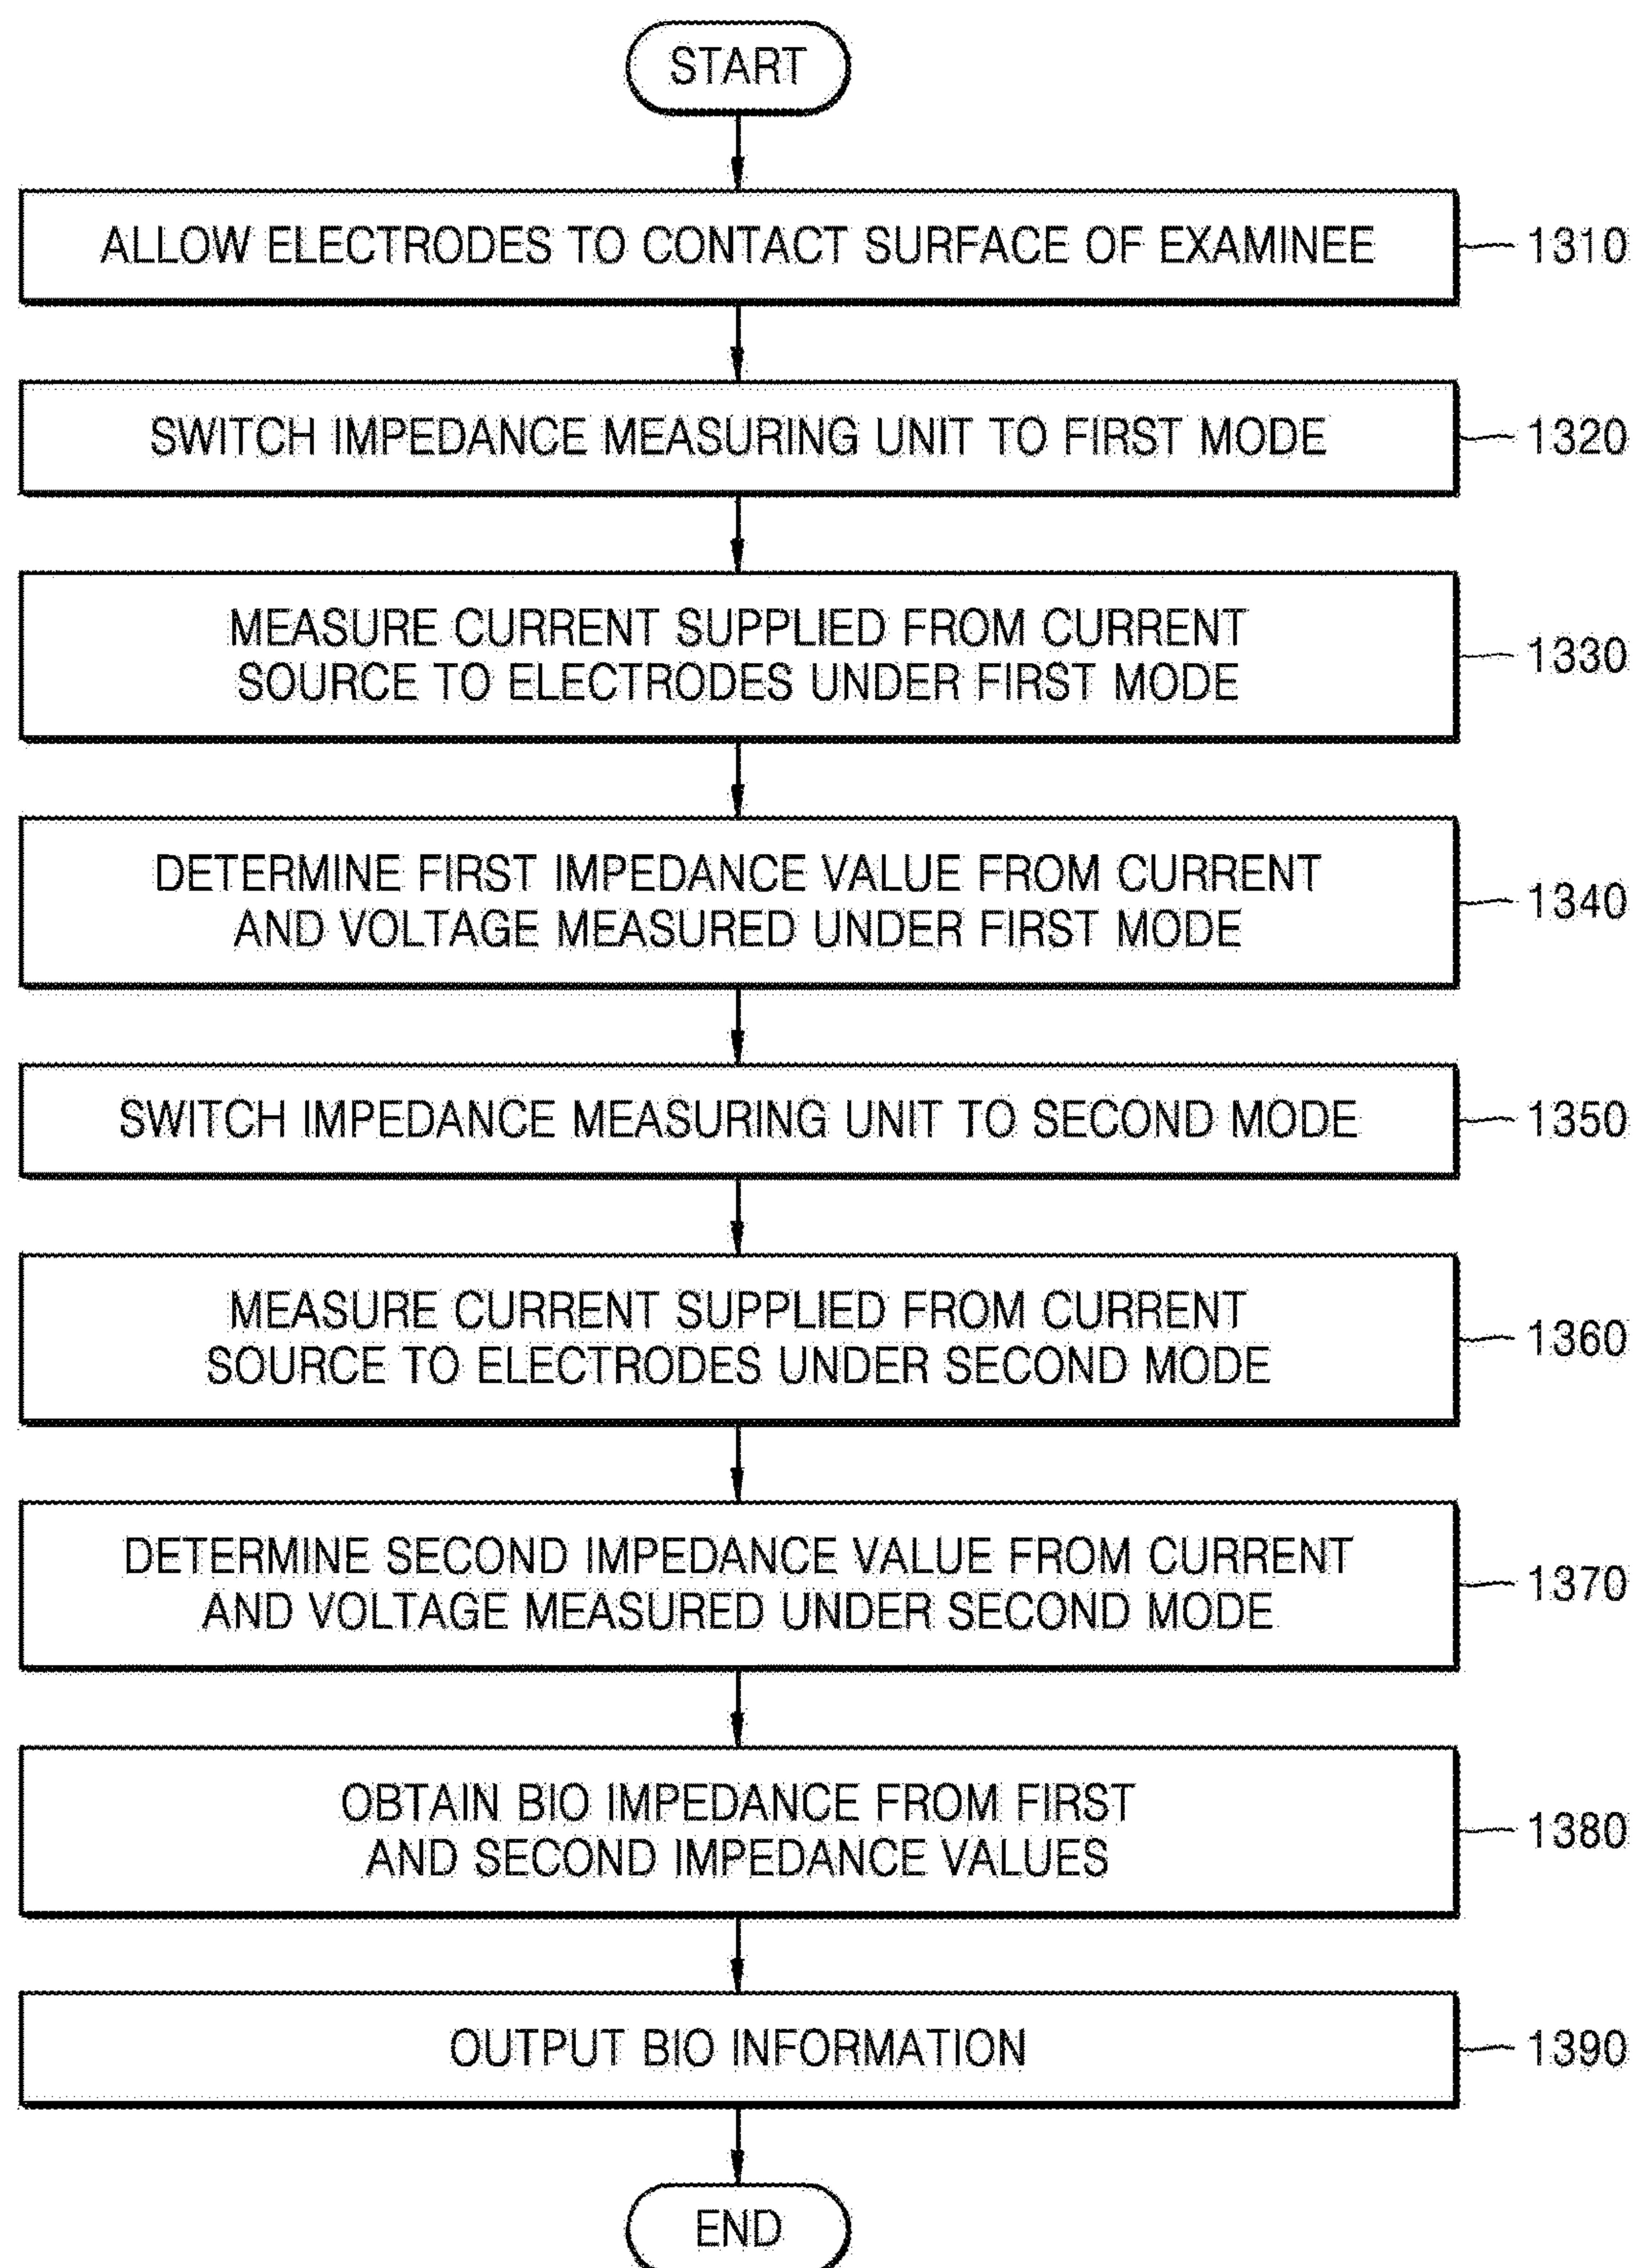 START
ALLOW ELECTRODES TO CONTACT SURFACE OF EXAMINEE
1310
SWITCH IMPEDANCE MEASURING UNIT TO FIRST MODE
1320
MEASURE CURRENT SUPPLIED FROM CURRENT
SOURCE TO ELECTRODES UNDER FIRST MODE
1330
DETERMINE FIRST IMPEDANCE VALUE FROM CURRENT
AND VOLTAGE MEASURED UNDER FIRST MODE
1340
SWITCH IMPEDANCE MEASURING UNIT TO SECOND MODE
1350
MEASURE CURRENT SUPPLIED FROM CURRENT
SOURCE TO ELECTRODES UNDER SECOND MODE
1360
DETERMINE SECOND IMPEDANCE VALUE FROM CURRENT
AND VOLTAGE MEASURED UNDER SECOND MODE
1370
OBTAIN BIO IMPEDANCE FROM FIRST
AND SECOND IMPEDANCE VALUES
1380
OUTPUT BIO INFORMATION
1390
END